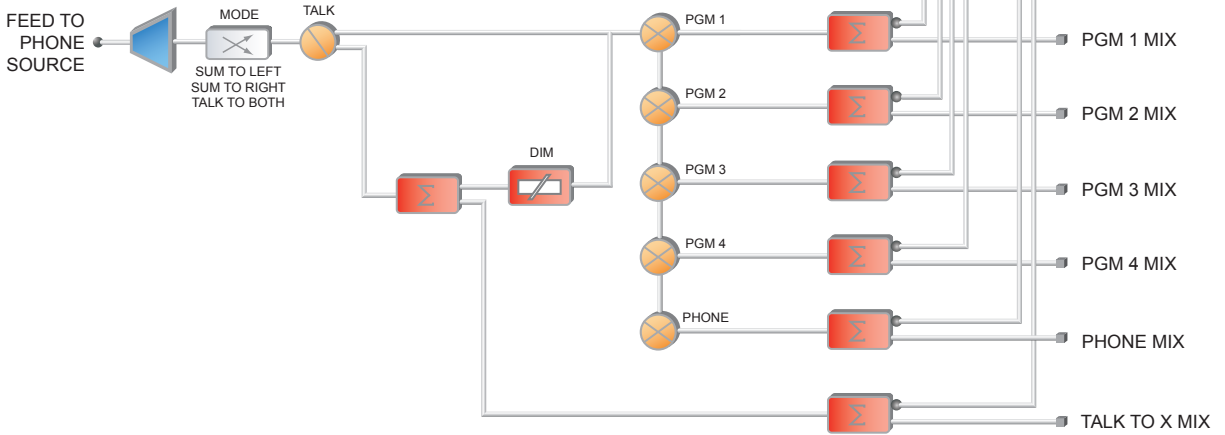 FEED TO
PHONE
SOURCE
MODE
SUM TO LEFT
SUM TO RIGHT
TALK TO BOTH
TALK
DIM
Σ
PGM 1
PGM 2
PGM 3
PGM 4
PHONE
Σ
Σ
Σ
Σ
Σ
Σ
PGM 1 MIX
PGM 2 MIX
PGM 3 MIX
PGM 4 MIX
PHONE MIX
TALK TO X MIX